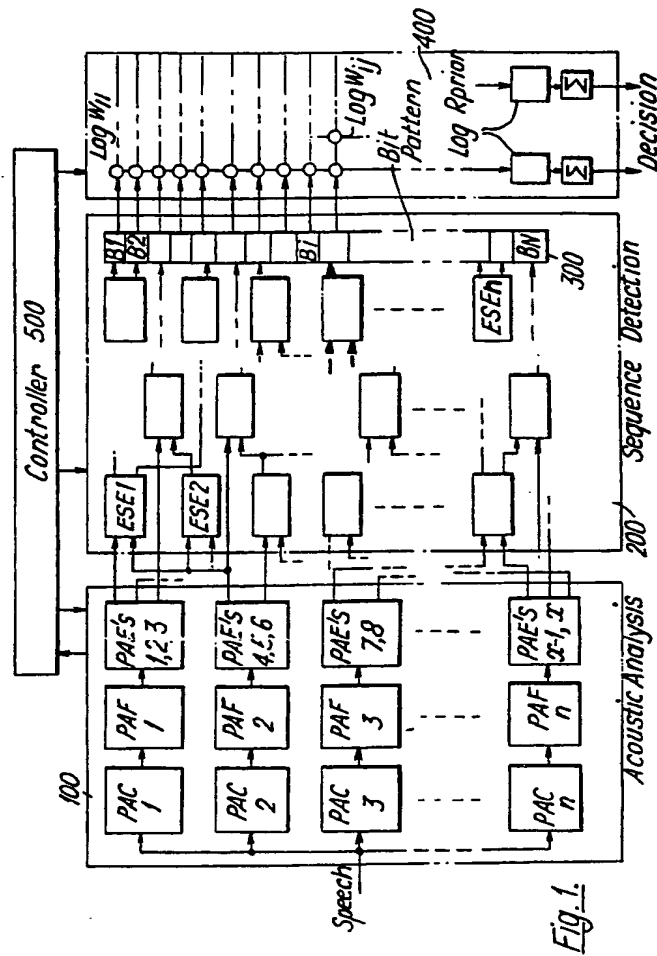 Controller 500
100
Speech
PAC 1
PAF 1
PAE'S 1,2,3
PAC 2
PAF 2
PAE'S 4,5,6
PAC 3
PAF 3
PAE'S 7,8
PAC n
PAF n
PAE'S x-1, x
Acoustic Analysis
ESE1
ESE2
ESEn
200
Sequence Detection
B1
B2
Bi
BN
300
Bit Pattern
Log W11
Log Wij
400
Log Rprior
Σ
Σ
Decision
Fig. 1.